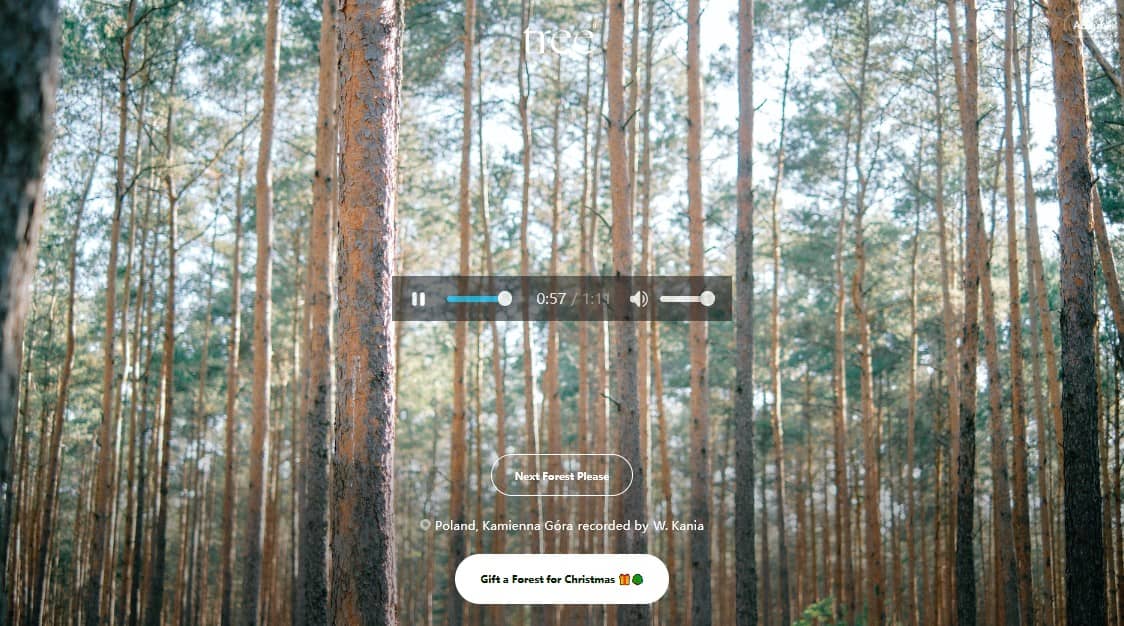 tree
0:57 / 1:11
Next Forest Please
Poland, Kamienna Góra recorded by W. Kania
Gift a Forest for Christmas 🎁🌳